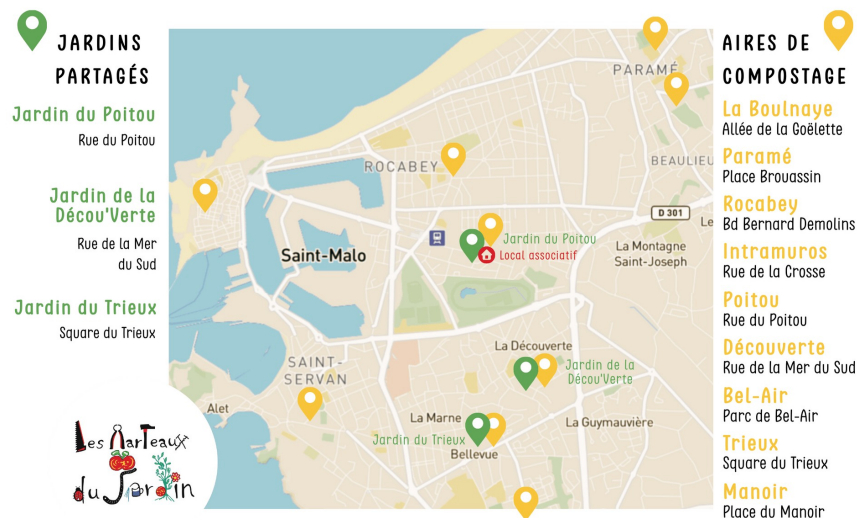 JARDINS
PARTAGÉS
Jardin du Poitou
Rue du Poitou
Jardin de la
Décou'Verte
Rue de la Mer
du Sud
Jardin du Trieux
Square du Trieux
Les MarTeaux
du Jardin
PARAMÉ
ROCABEY
BEAULIEU
D 301
Le
Jardin du Poitou
Local associatif
La Montagne
Saint-Joseph
Saint-Malo
La Découverte
SAINT-
SERVAN
Jardin de la
Décou'Verte
Alet
La Marne
La Guymauvière
Jardin du Trieux
Bellevue
AIRES DE
COMPOSTAGE
La Boulnaye
Allée de la Goëlette
Paramé
Place Brouassin
Rocabey
Bd Bernard Demolins
Intramuros
Rue de la Crosse
Poitou
Rue du Poitou
Découverte
Rue de la Mer du Sud
Bel-Air
Parc de Bel-Air
Trieux
Square du Trieux
Manoir
Place du Manoir